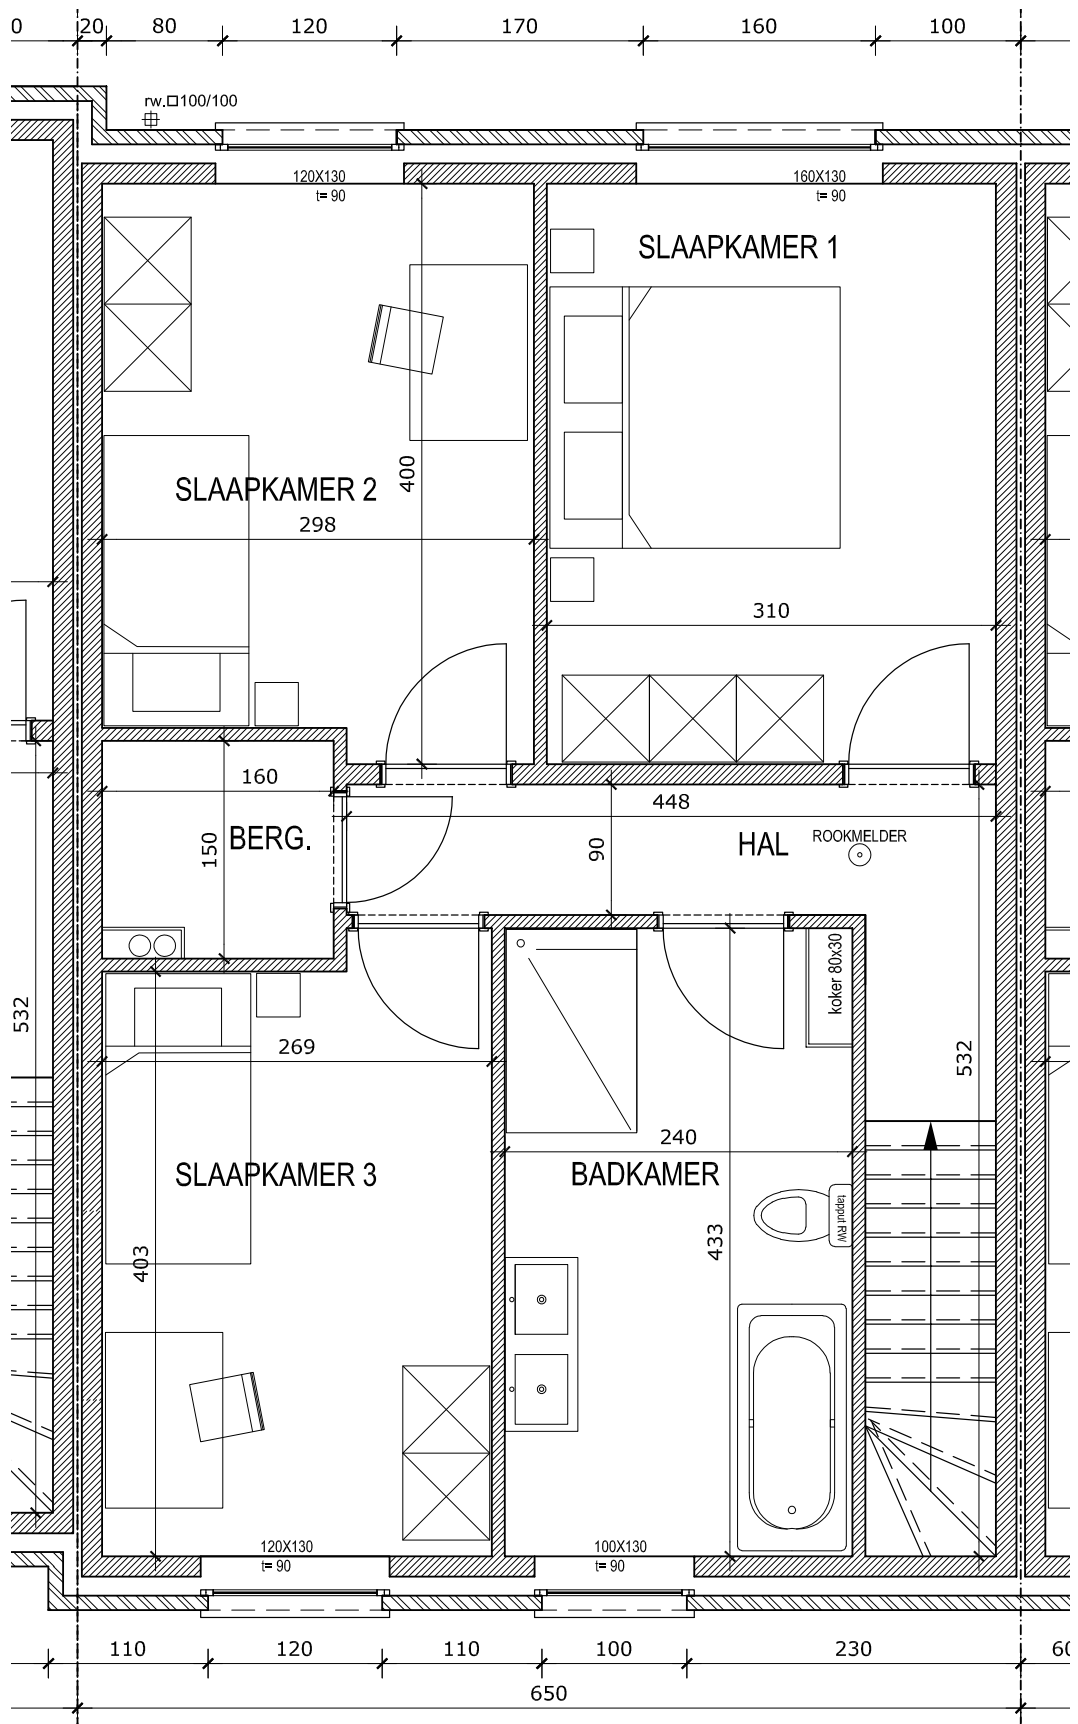 0
20
80
120
170
160
100
rw.□100/100
120X130
t= 90
160X130
t= 90
SLAAPKAMER 1
SLAAPKAMER 2
400
298
310
160
448
BERG.
150
90
HAL
ROOKMELDER
koker 80x30
532
269
532
240
SLAAPKAMER 3
BADKAMER
tapput RW
403
433
120X130
t= 90
100X130
t= 90
110
120
110
100
230
60
650